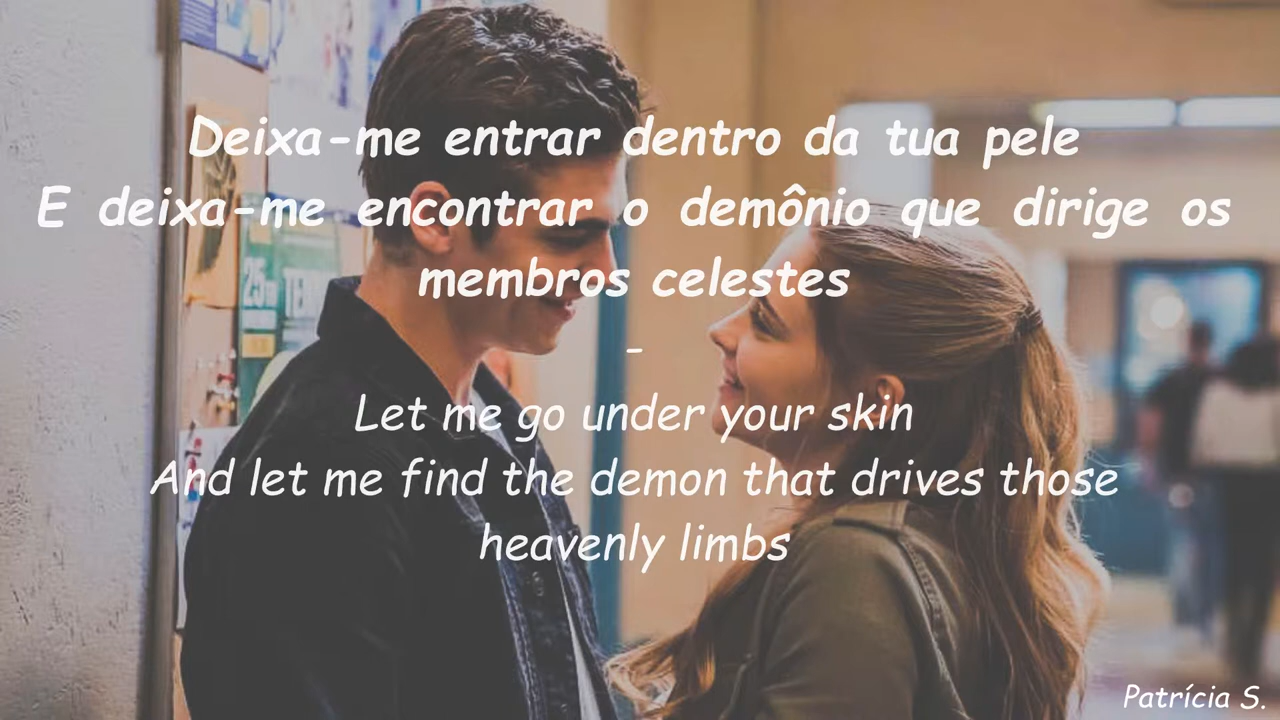 Deixa-me entrar dentro da tua pele
E deixa-me encontrar o demônio que dirige os
membros celestes
-
Let me go under your skin
And let me find the demon that drives those
heavenly limbs
25
Patrícia S.